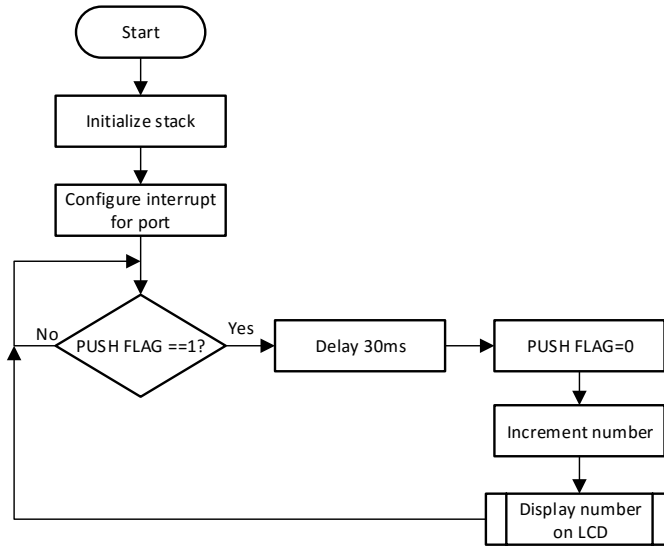 Start
Initialize stack
Configure interrupt
for port
No
PUSH FLAG ==1?
Yes
Delay 30ms
PUSH FLAG=0
Increment number
Display number
on LCD